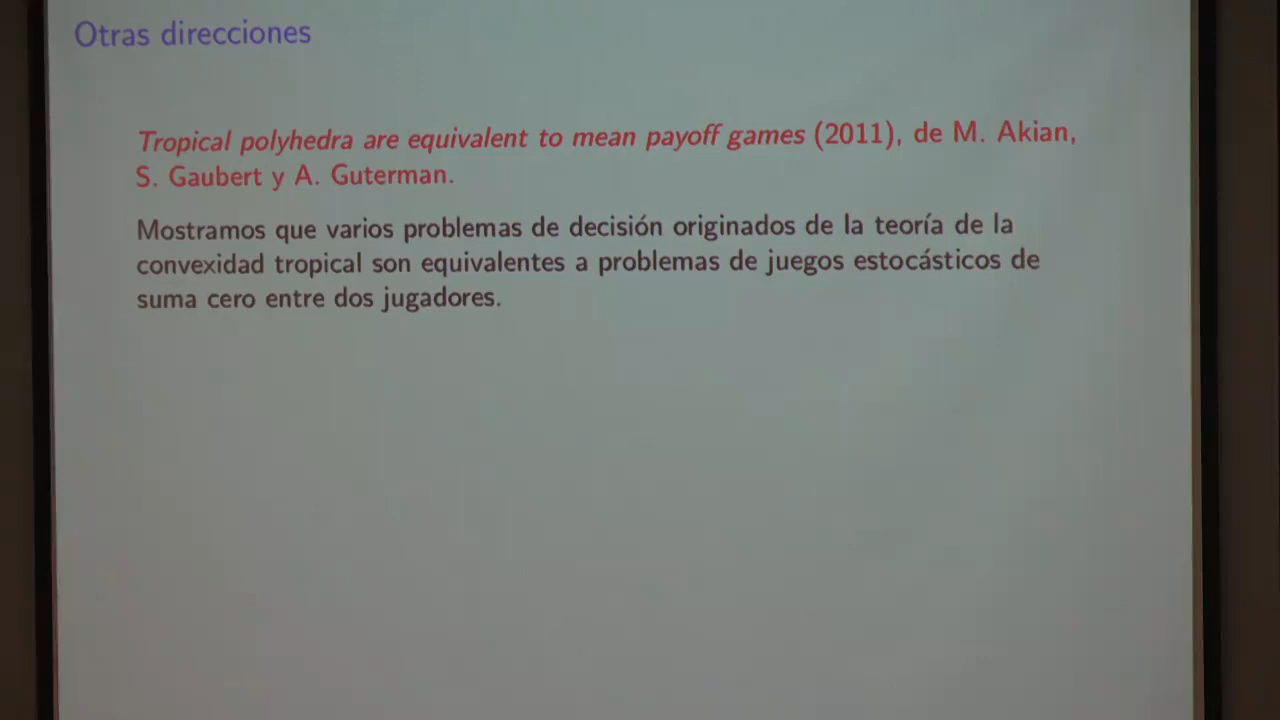 Otras direcciones
Tropical polyhedra are equivalent to mean payoff games (2011), de M. Akian,
S. Gaubert y A. Guterman.
Mostramos que varios problemas de decisión originados de la teoría de la
convexidad tropical son equivalentes a problemas de juegos estocásticos de
suma cero entre dos jugadores.